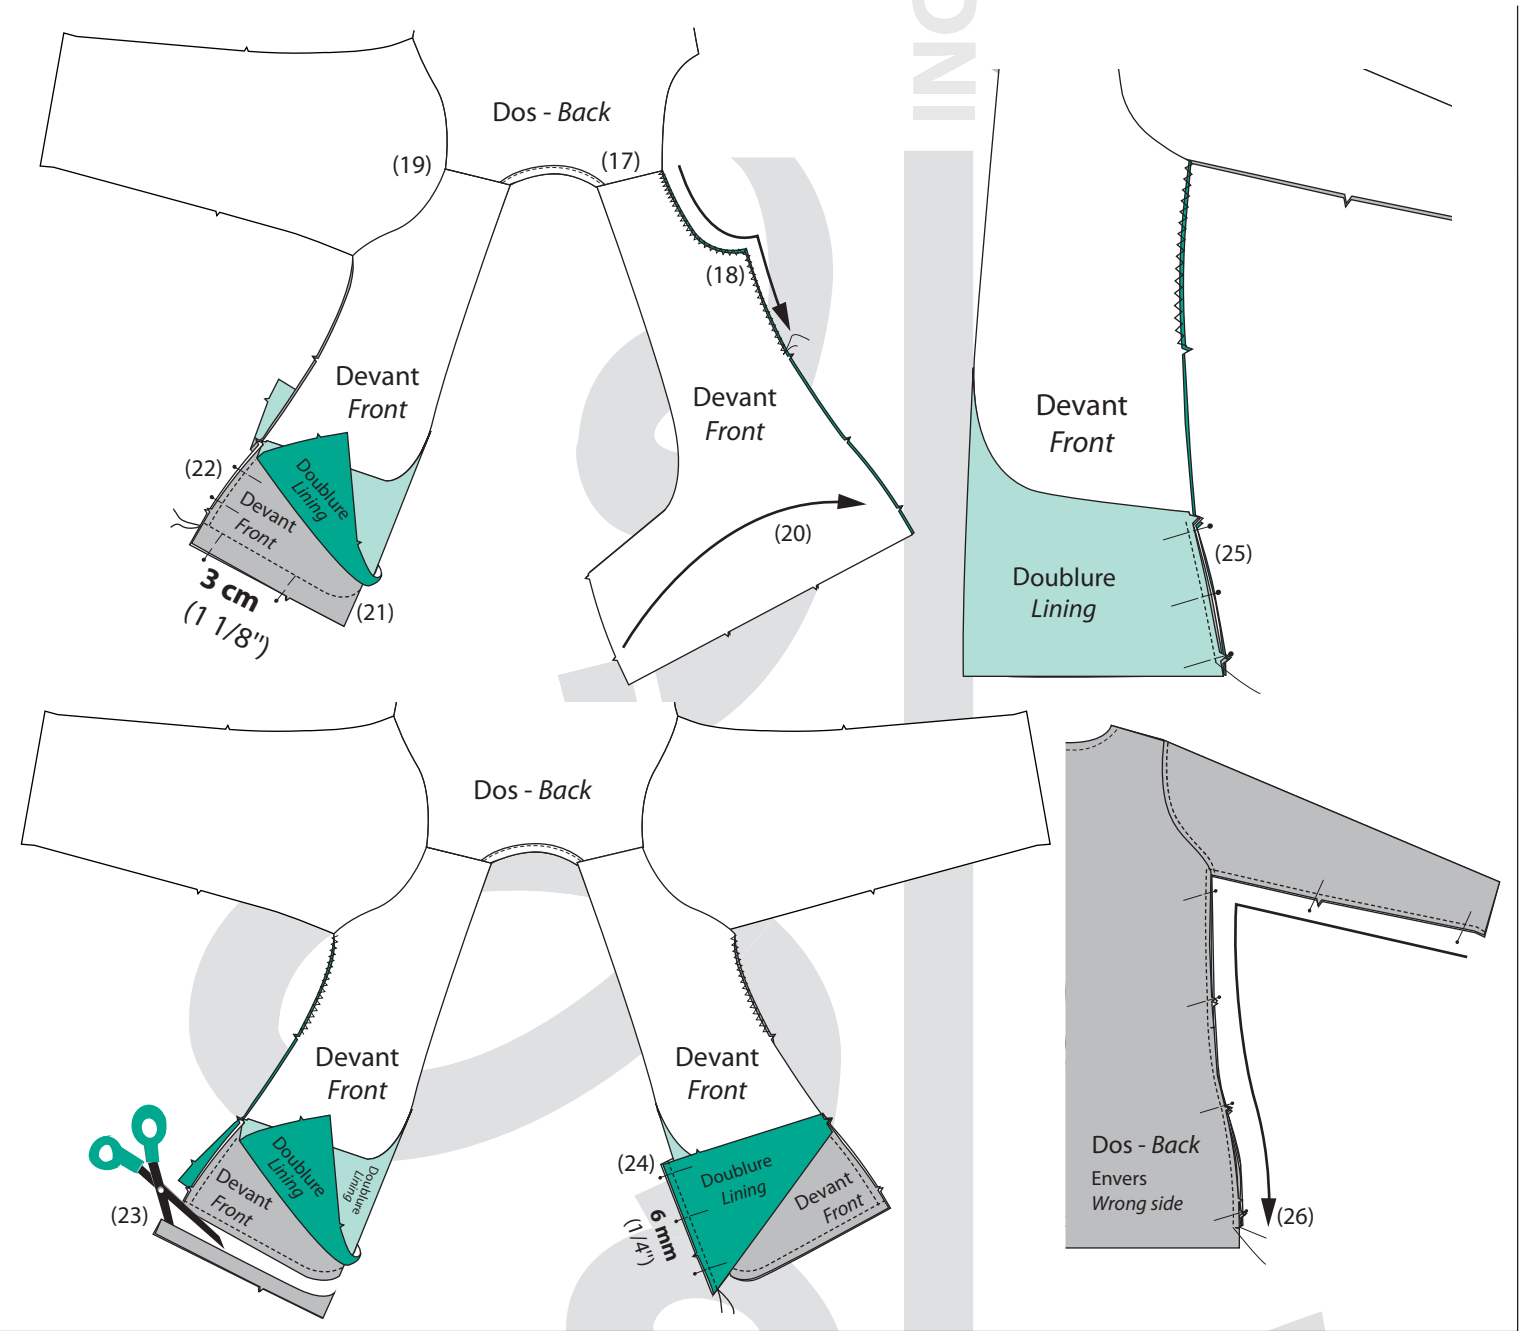 INC
Dos - Back
(19)
(17)
(18)
Devant
Front
Devant
Front
(22)
Doublure
Lining
Devant
Front
3 cm
(1 1/8")
(21)
(20)
Devant
Front
Doublure
Lining
(25)
Dos - Back
Devant
Front
Devant
Front
(23)
Doublure
Lining
Devant
Front
Doublure
Lining
(24)
Doublure
Lining
Devant
Front
6 mm
(1/4")
Dos - Back
Envers
Wrong side
(26)